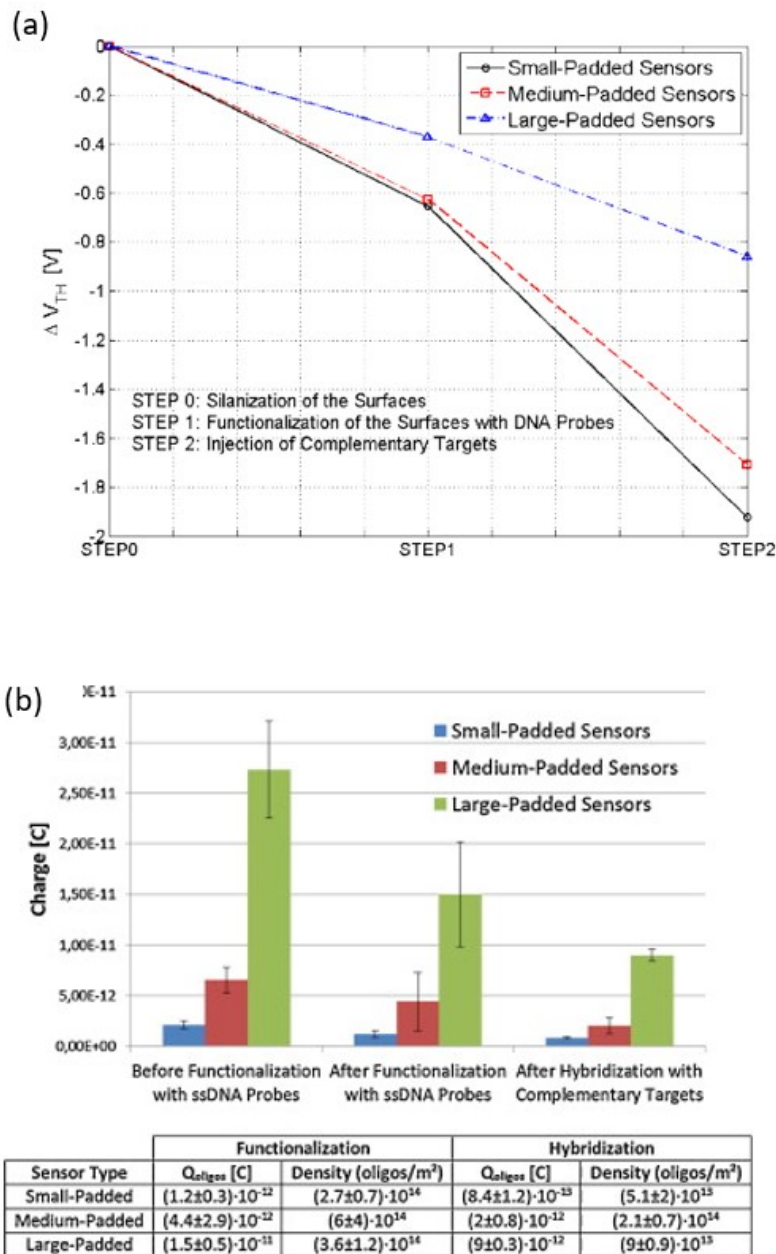 (a)
0
-0.2
-0.4
-0.6
-0.8
-1
-1.2
-1.4
-1.6
-1.8
-2
Δ V_TH [V]
Small-Padded Sensors
Medium-Padded Sensors
Large-Padded Sensors
STEP 0: Silanization of the Surfaces
STEP 1: Functionalization of the Surfaces with DNA Probes
STEP 2: Injection of Complementary Targets
STEP0 STEP1 STEP2
(b)
E-11
3,00E-11
2,50E-11
2,00E-11
1,50E-11
1,00E-11
5,00E-12
0,00E+00
Charge [C]
Small-Padded Sensors
Medium-Padded Sensors
Large-Padded Sensors
Before Functionalization After Functionalization After Hybridization with
with ssDNA Probes with ssDNA Probes Complementary Targets
Functionalization Hybridization
Sensor Type Q_oligos [C] Density (oligos/m²) Q_oligos [C] Density (oligos/m²)
Small-Padded (1.2±0.3)·10⁻¹² (2.7±0.7)·10¹⁴ (8.4±1.2)·10⁻¹³ (5.1±2)·10¹³
Medium-Padded (4.4±2.9)·10⁻¹² (6±4)·10¹⁴ (2±0.8)·10⁻¹² (2.1±0.7)·10¹⁴
Large-Padded (1.5±0.5)·10⁻¹¹ (3.6±1.2)·10¹⁴ (9±0.3)·10⁻¹² (9±0.9)·10¹³